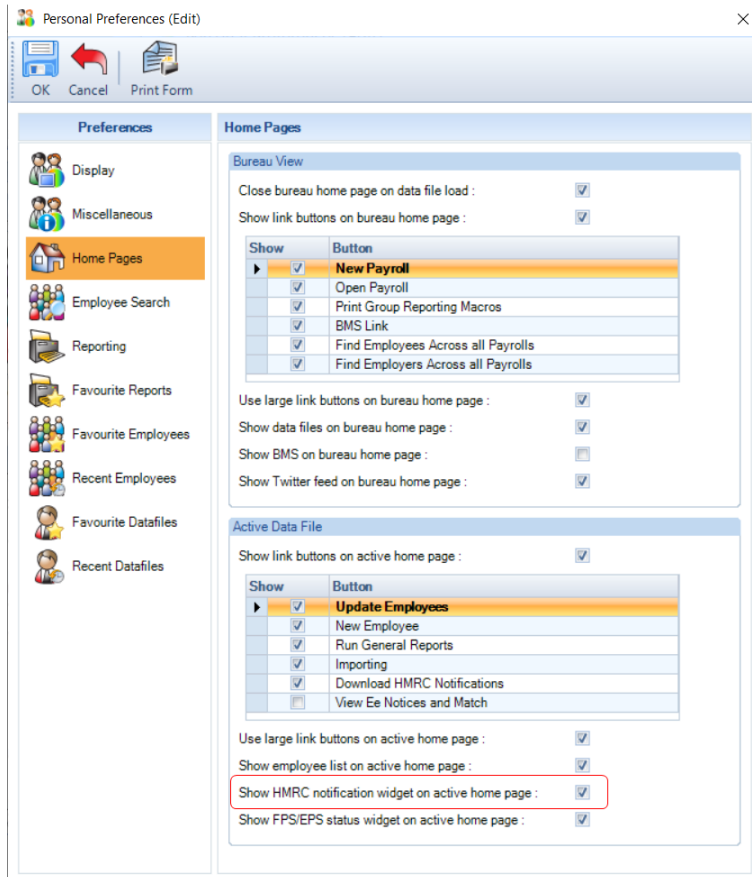 Personal Preferences (Edit)
OK Cancel Print Form
Preferences
Display
Miscellaneous
Home Pages
Employee Search
Reporting
Favourite Reports
Favourite Employees
Recent Employees
Favourite Datafiles
Recent Datafiles
Home Pages
Bureau View
Close bureau home page on data file load :
Show link buttons on bureau home page :
Show Button
New Payroll
Open Payroll
Print Group Reporting Macros
BMS Link
Find Employees Across all Payrolls
Find Employers Across all Payrolls
Use large link buttons on bureau home page :
Show data files on bureau home page :
Show BMS on bureau home page :
Show Twitter feed on bureau home page :
Active Data File
Show link buttons on active home page :
Show Button
Update Employees
New Employee
Run General Reports
Importing
Download HMRC Notifications
View Ee Notices and Match
Use large link buttons on active home page :
Show employee list on active home page :
Show HMRC notification widget on active home page :
Show FPS/EPS status widget on active home page :